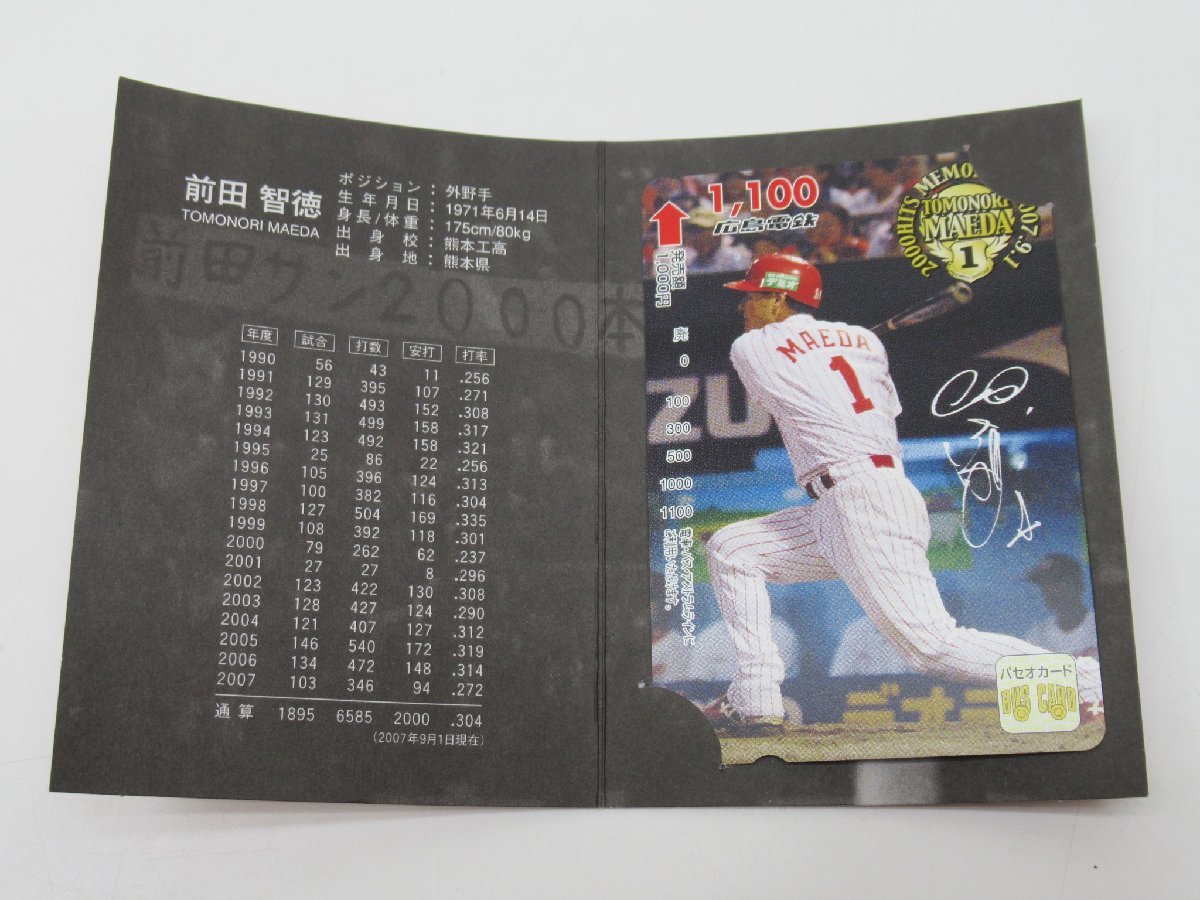 前田 智徳
TOMONORI MAEDA
ポジション : 外野手
生年月日 : 1971年6月14日
身長/体重 : 175cm/80kg
出身校 : 熊本工高
出身地 : 熊本県
前田サン2000本
年度 試合 打数 安打 打率
1990 56 43 11 .256
1991 129 395 107 .271
1992 130 493 152 .308
1993 131 499 158 .317
1994 123 492 158 .321
1995 25 86 22 .256
1996 105 396 124 .313
1997 100 382 116 .304
1998 127 504 169 .335
1999 108 392 118 .301
2000 79 262 62 .237
2001 27 27 8 .296
2002 123 422 130 .308
2003 128 427 124 .290
2004 121 407 127 .312
2005 146 540 172 .319
2006 134 472 148 .314
2007 103 346 94 .272
通算 1895 6585 2000 .304
(2007年9月1日現在)
1,100
広島電鉄
発売額
1,000円
残
0
100
300
500
1000
1100
2000HITS MEMO
TOMONORI
MAEDA
1
007.9.1
MAEDA
1
ZU
デオデオ
パセオカード
BUS CARD